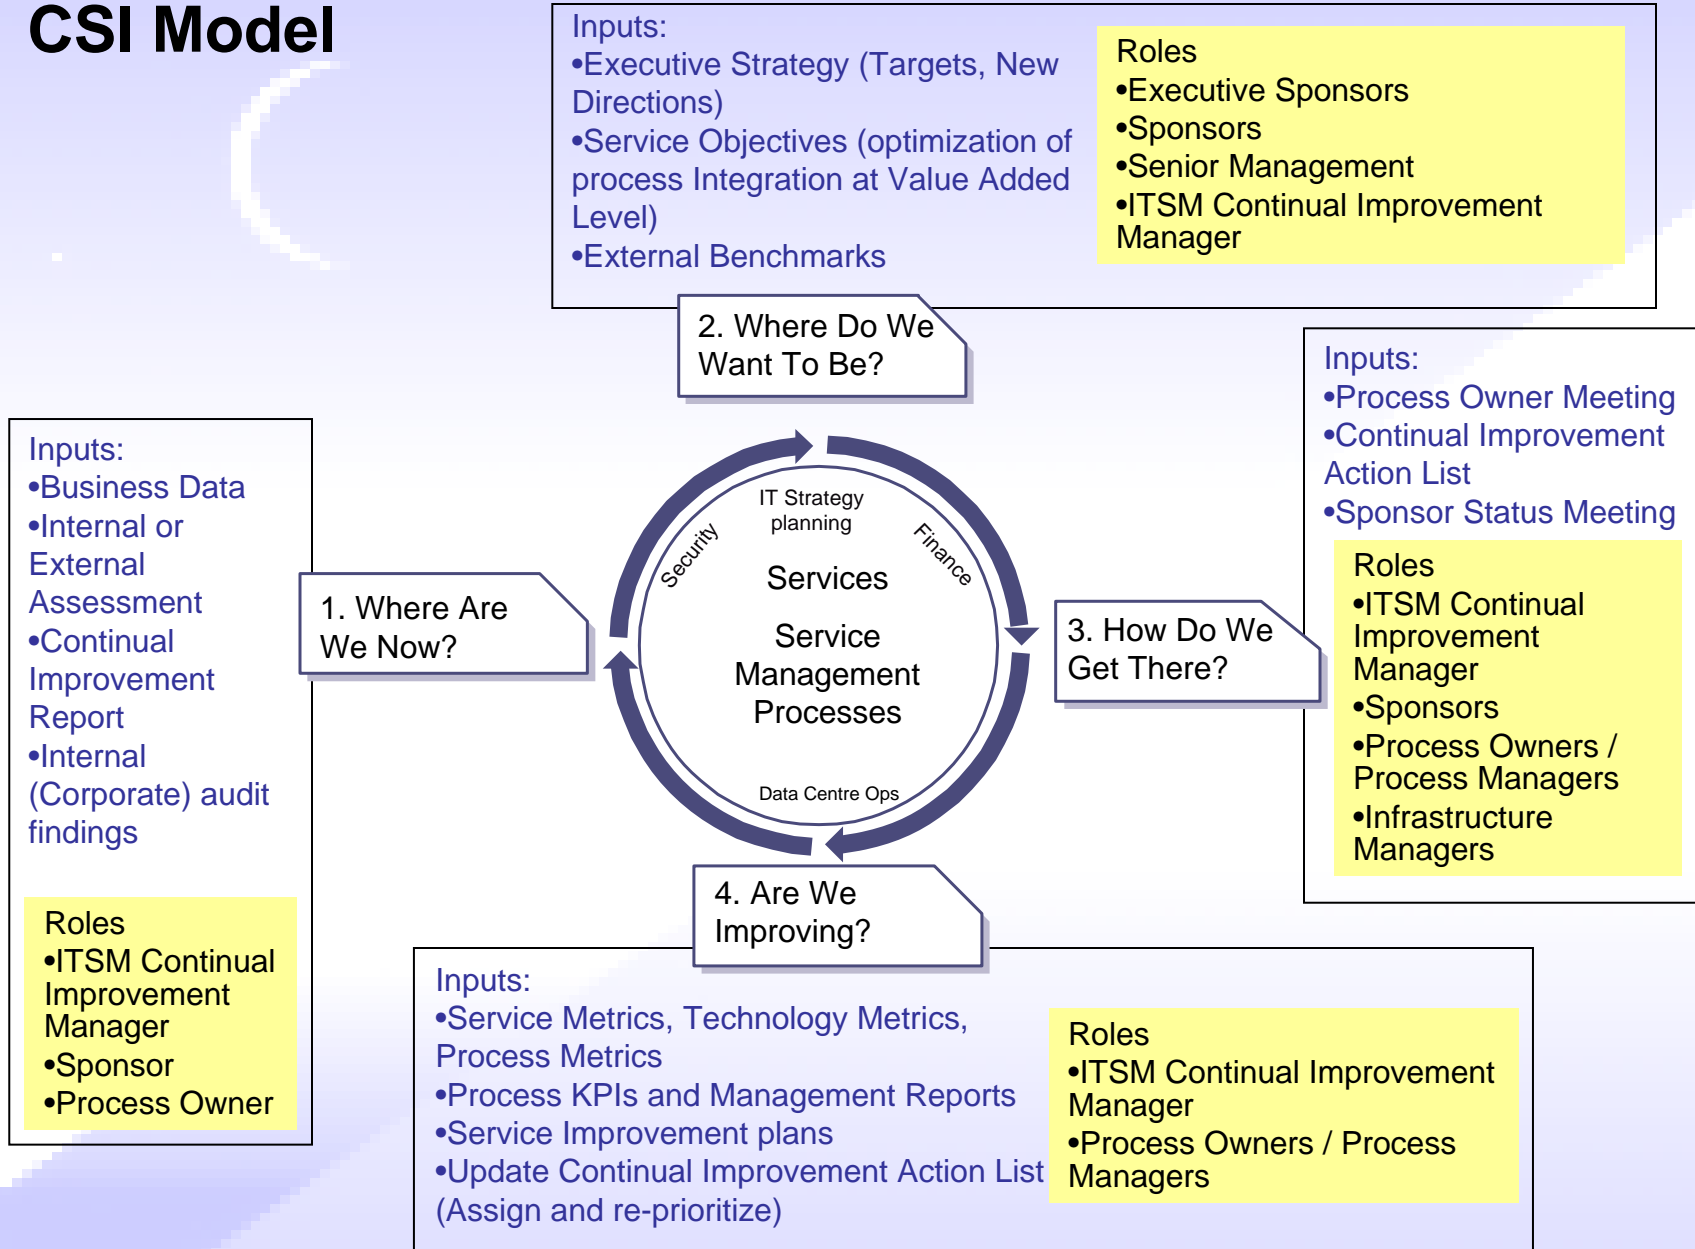 CSI Model
Inputs:
•Executive Strategy (Targets, New
Directions)
•Service Objectives (optimization of
process Integration at Value Added
Level)
•External Benchmarks
Roles
•Executive Sponsors
•Sponsors
•Senior Management
•ITSM Continual Improvement
Manager
2. Where Do We
Want To Be?
Inputs:
•Process Owner Meeting
•Continual Improvement
Action List
•Sponsor Status Meeting
Roles
•ITSM Continual
Improvement
Manager
•Sponsors
•Process Owners /
Process Managers
•Infrastructure
Managers
Inputs:
•Business Data
•Internal or
External
Assessment
•Continual
Improvement
Report
•Internal
(Corporate) audit
findings
Roles
•ITSM Continual
Improvement
Manager
•Sponsor
•Process Owner
1. Where Are
We Now?
IT Strategy
planning
Security
Finance
Services
Service
Management
Processes
Data Centre Ops
3. How Do We
Get There?
4. Are We
Improving?
Inputs:
•Service Metrics, Technology Metrics,
Process Metrics
•Process KPIs and Management Reports
•Service Improvement plans
•Update Continual Improvement Action List
(Assign and re-prioritize)
Roles
•ITSM Continual Improvement
Manager
•Process Owners / Process
Managers